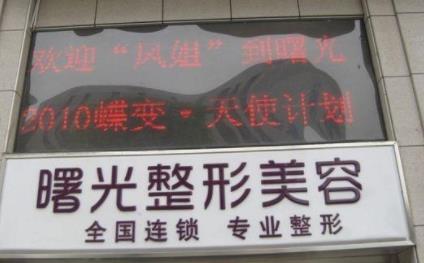 欢迎“凤姐”到曙光
2010蝶变·天使计划
曙光整形美容
全国连锁 专业整形